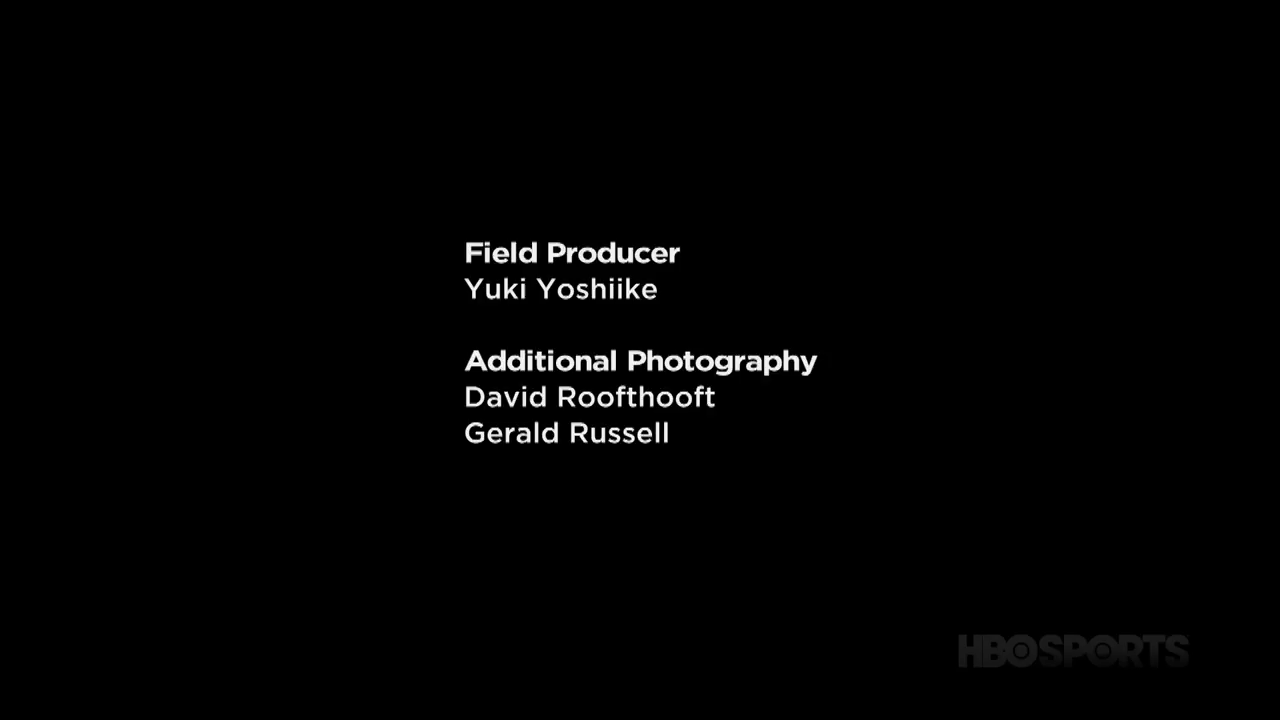 Field Producer
Yuki Yoshiike
Additional Photography
David Roofthooft
Gerald Russell
HBOSPORTS